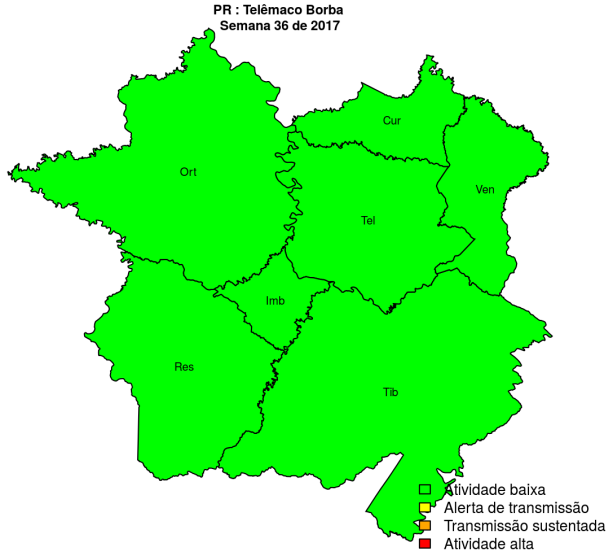 PR : Telêmaco Borba
Semana 36 de 2017
Cur
Ort
Ven
Tel
Imb
Res
Tib
Atividade baixa
Alerta de transmissão
Transmissão sustentada
Atividade alta